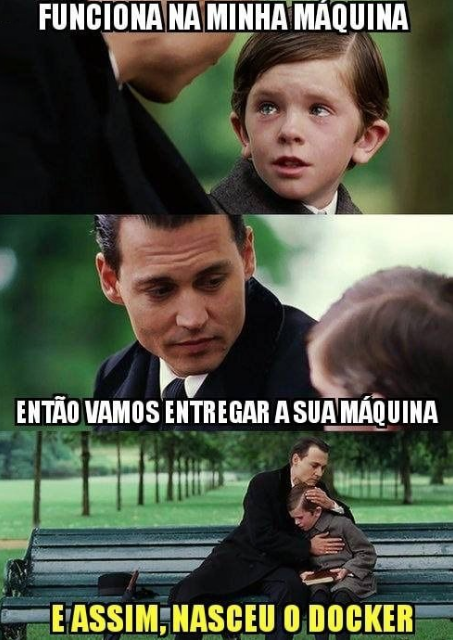 FUNCIONA NA MINHA MÁQUINA
ENTÃO VAMOS ENTREGAR A SUA MÁQUINA
E ASSIM, NASCEU O DOCKER